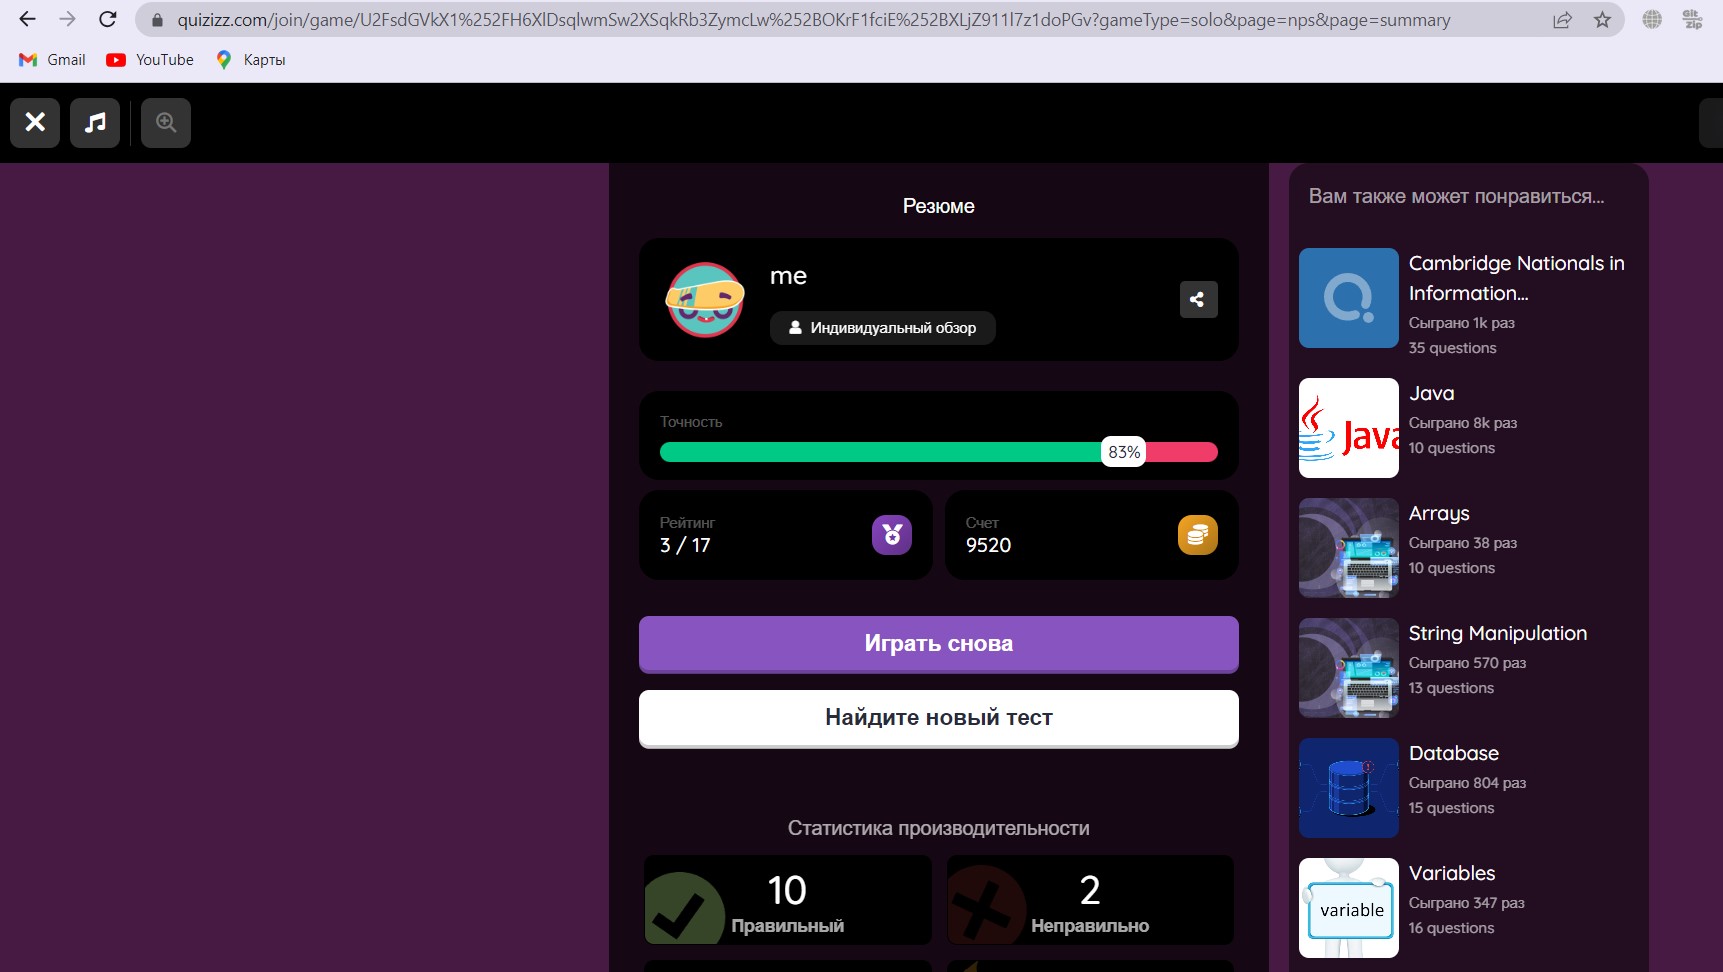 quizizz.com/join/game/U2FsdGVkX1%252FH6XlDsqlwmSw2XSqkRb3ZymcLw%252BOKrF1fciE%252BXLjZ911l7z1doPGv?gameType=solo&page=nps&page=summary
Git
Zip
Gmail
YouTube
Карты
Резюме
me
Индивидуальный обзор
Точность
83%
Рейтинг
3 / 17
Счет
9520
Играть снова
Найдите новый тест
Статистика производительности
10
Правильный
2
Неправильно
Вам также может понравиться...
Cambridge Nationals in
Information...
Сыграно 1k раз
35 questions
Java
Java
Сыграно 8k раз
10 questions
Arrays
Сыграно 38 раз
10 questions
String Manipulation
Сыграно 570 раз
13 questions
Database
Сыграно 804 раз
15 questions
variable
Variables
Сыграно 347 раз
16 questions